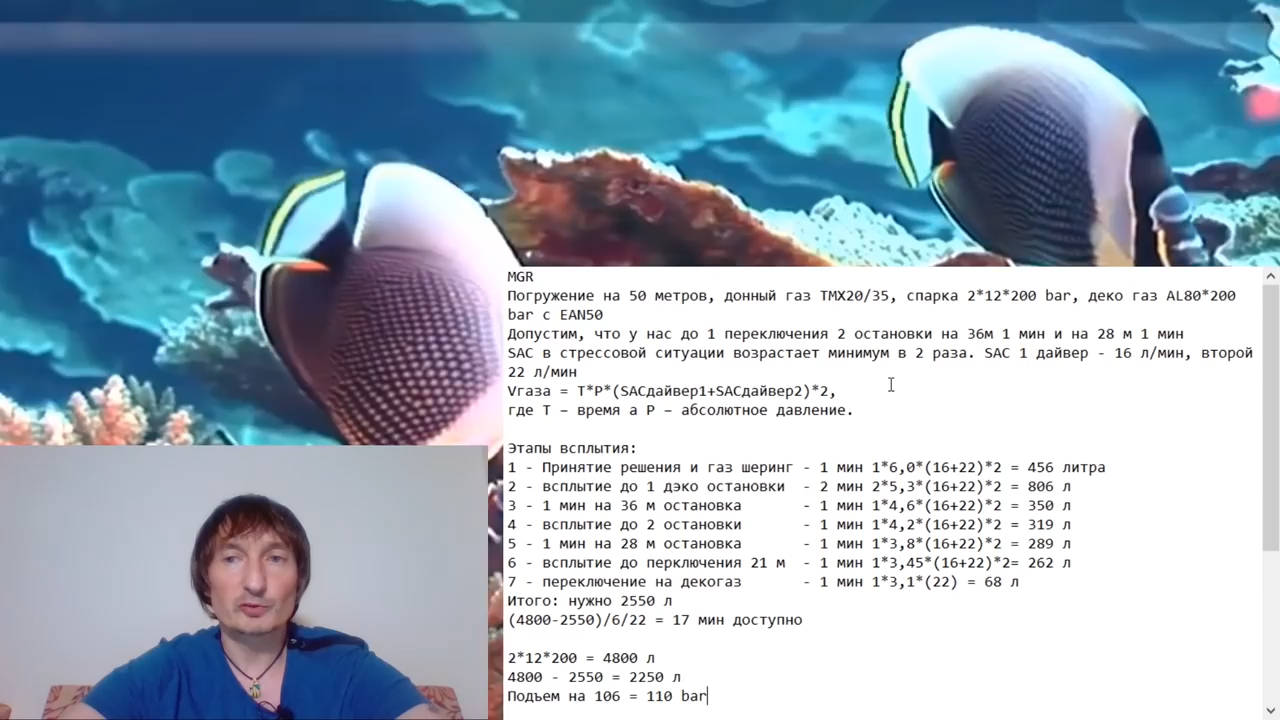 MGR
Погружение на 50 метров, донный газ TMX20/35, спарка 2*12*200 bar, деко газ AL80*200
bar с EAN50
Допустим, что у нас до 1 переключения 2 остановки на 36м 1 мин и на 28 м 1 мин
SAC в стрессовой ситуации возрастает минимум в 2 раза. SAC 1 дайвер - 16 л/мин, второй
22 л/мин
Vгаза = T*P*(SACдайвер1+SACдайвер2)*2,
где T – время а P – абсолютное давление.
Этапы всплытия:
1 - Принятие решения и газ шеринг - 1 мин 1*6,0*(16+22)*2 = 456 литра
2 - всплытие до 1 дэко остановки - 2 мин 2*5,3*(16+22)*2 = 806 л
3 - 1 мин на 36 м остановка - 1 мин 1*4,6*(16+22)*2 = 350 л
4 - всплытие до 2 остановки - 1 мин 1*4,2*(16+22)*2 = 319 л
5 - 1 мин на 28 м остановка - 1 мин 1*3,8*(16+22)*2 = 289 л
6 - всплытие до перключения 21 м - 1 мин 1*3,45*(16+22)*2= 262 л
7 - переключение на декогаз - 1 мин 1*3,1*(22) = 68 л
Итого: нужно 2550 л
(4800-2550)/6/22 = 17 мин доступно
2*12*200 = 4800 л
4800 - 2550 = 2250 л
Подъем на 106 = 110 bar